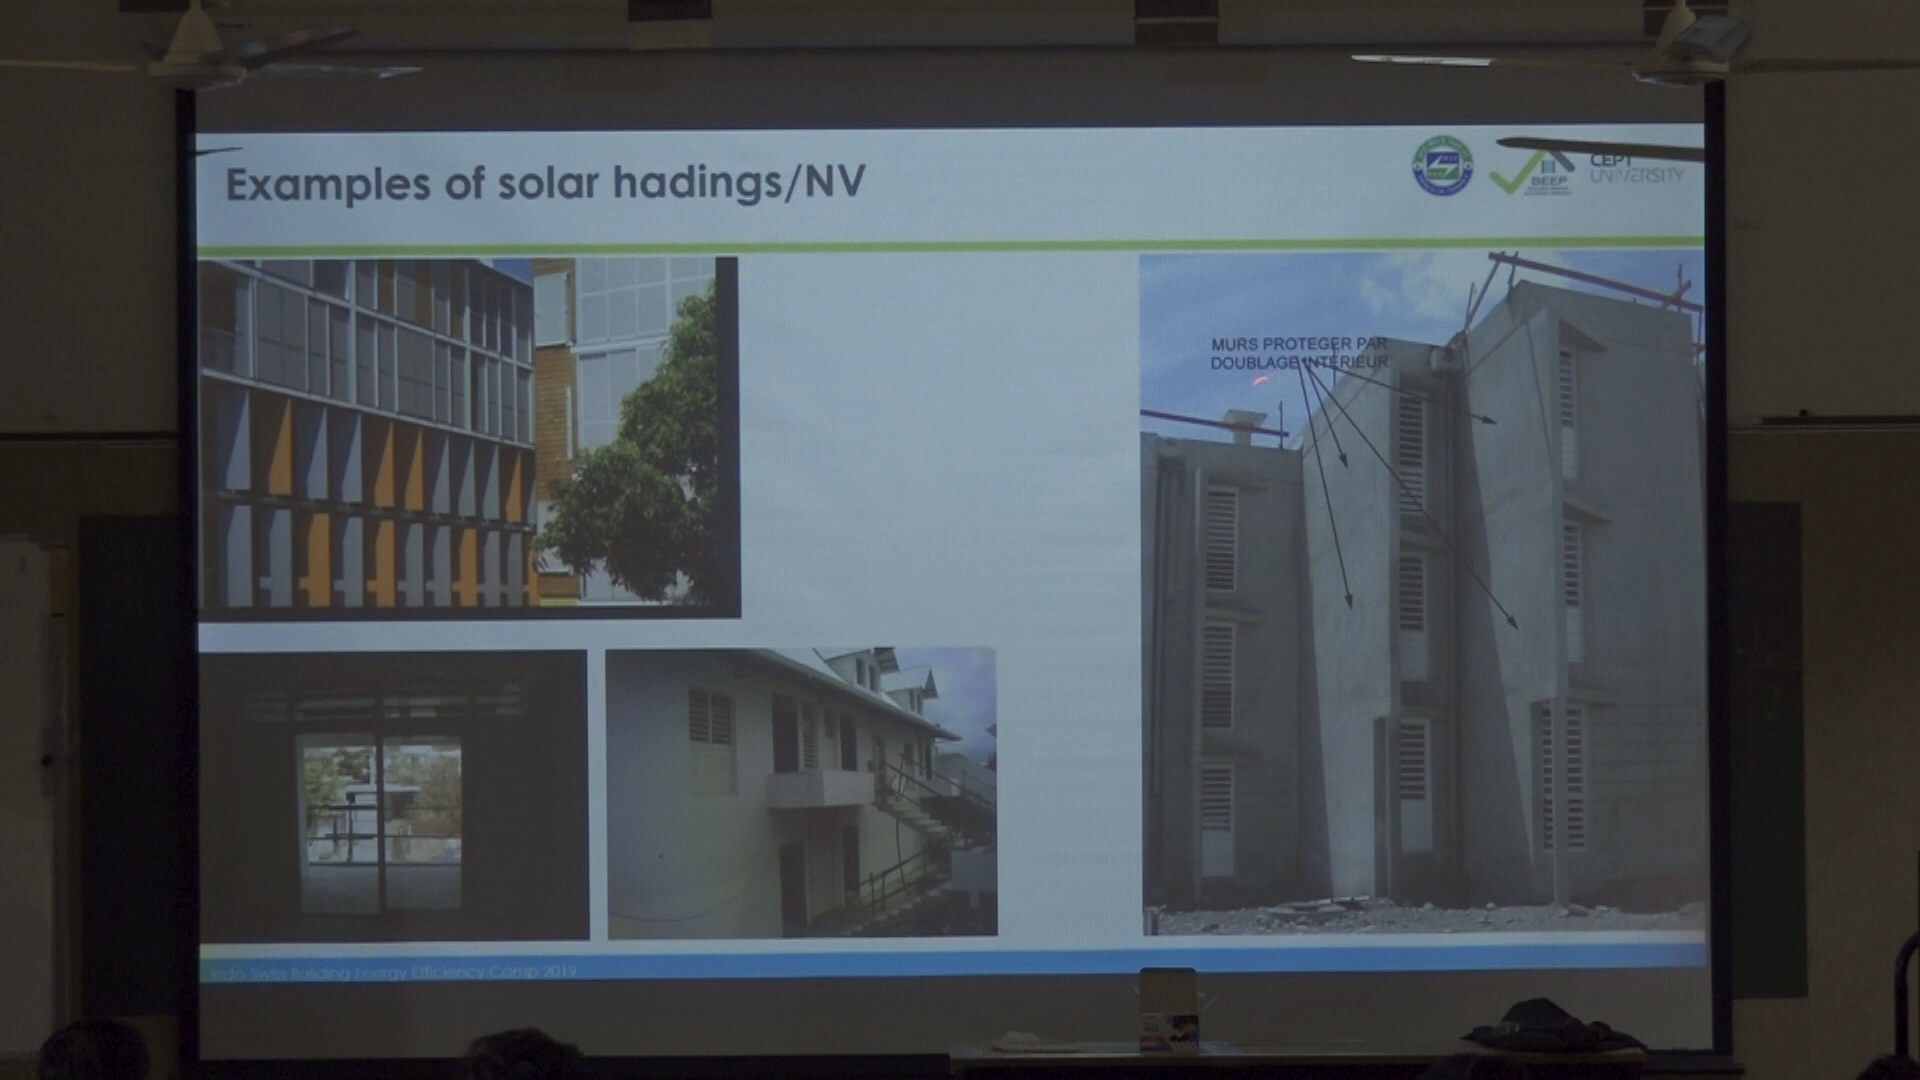 Examples of solar hadings/NV
BEEP
CEPT
UNIVERSITY
MURS PROTEGER PAR
DOUBLAGE INTERIEUR
Indo-Swiss Building Energy Efficiency Camp 2019